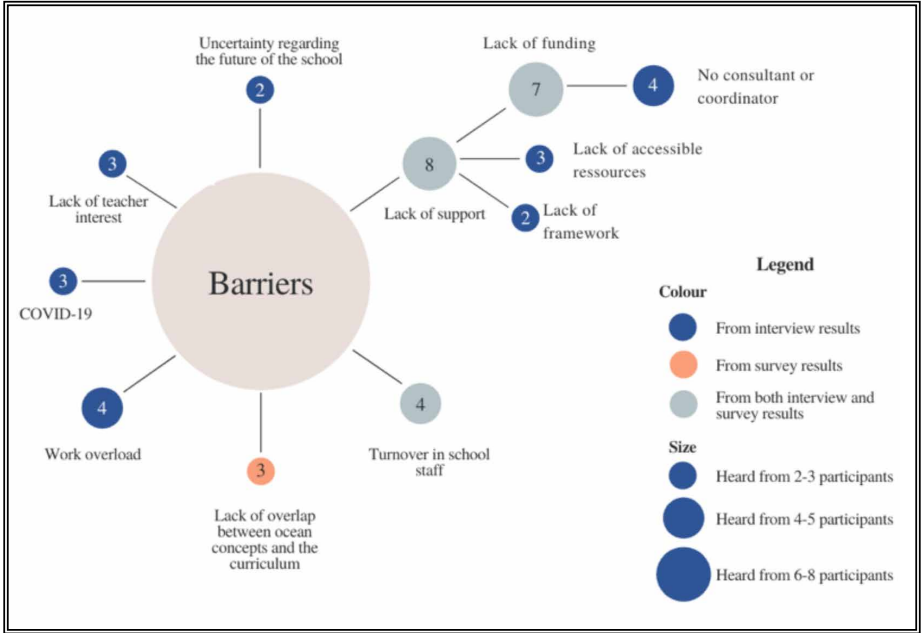 Uncertainty regarding
the future of the school
2
Lack of funding
7
4
No consultant or
coordinator
3
Lack of teacher
interest
8
Lack of support
3
Lack of accessible
ressources
2
Lack of
framework
Barriers
3
COVID-19
4
Work overload
3
Lack of overlap
between ocean
concepts and the
curriculum
4
Turnover in school
staff
Legend
Colour
From interview results
From survey results
From both interview and
survey results
Size
Heard from 2-3 participants
Heard from 4-5 participants
Heard from 6-8 participants